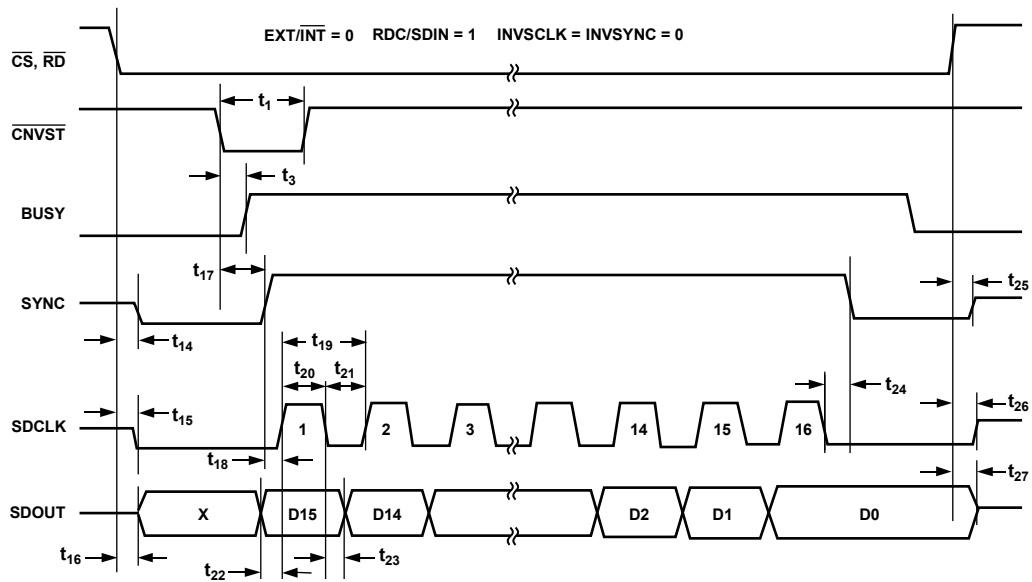 EXT/INT = 0 RDC/SDIN = 1 INVSCLK = INVSYNC = 0
CS, RD
t1
CNVST
t3
BUSY
t17
SYNC
t25
t14
t19
t20 t21
t24
t15
t26
SDCLK
1 2 3 14 15 16
t18
t27
SDOUT
X D15 D14 D2 D1 D0
t16
t22
t23